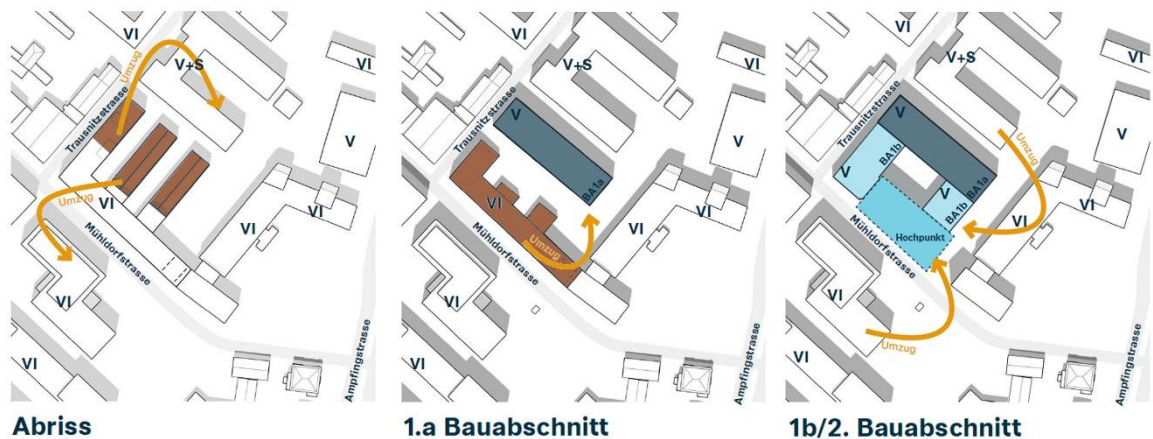 VI
VI
V+S
Umzug
V
Trausnitzstrasse
Umzug
VI
VI
VI
Mühldorfstrasse
VI
VI
Ampfingstrasse
Abriss
VI
VI
V+S
V
Trausnitzstrasse
V
BA1a
VI
VI
VI
Umzug
Mühldorfstrasse
VI
VI
Ampfingstrasse
1.a Bauabschnitt
VI
VI
V+S
V
Trausnitzstrasse
V
Umzug
BA1b
V
V
BA1a
BA1b
VI
VI
Hochpunkt
Mühldorfstrasse
VI
Umzug
VI
Ampfingstrasse
1b/2. Bauabschnitt